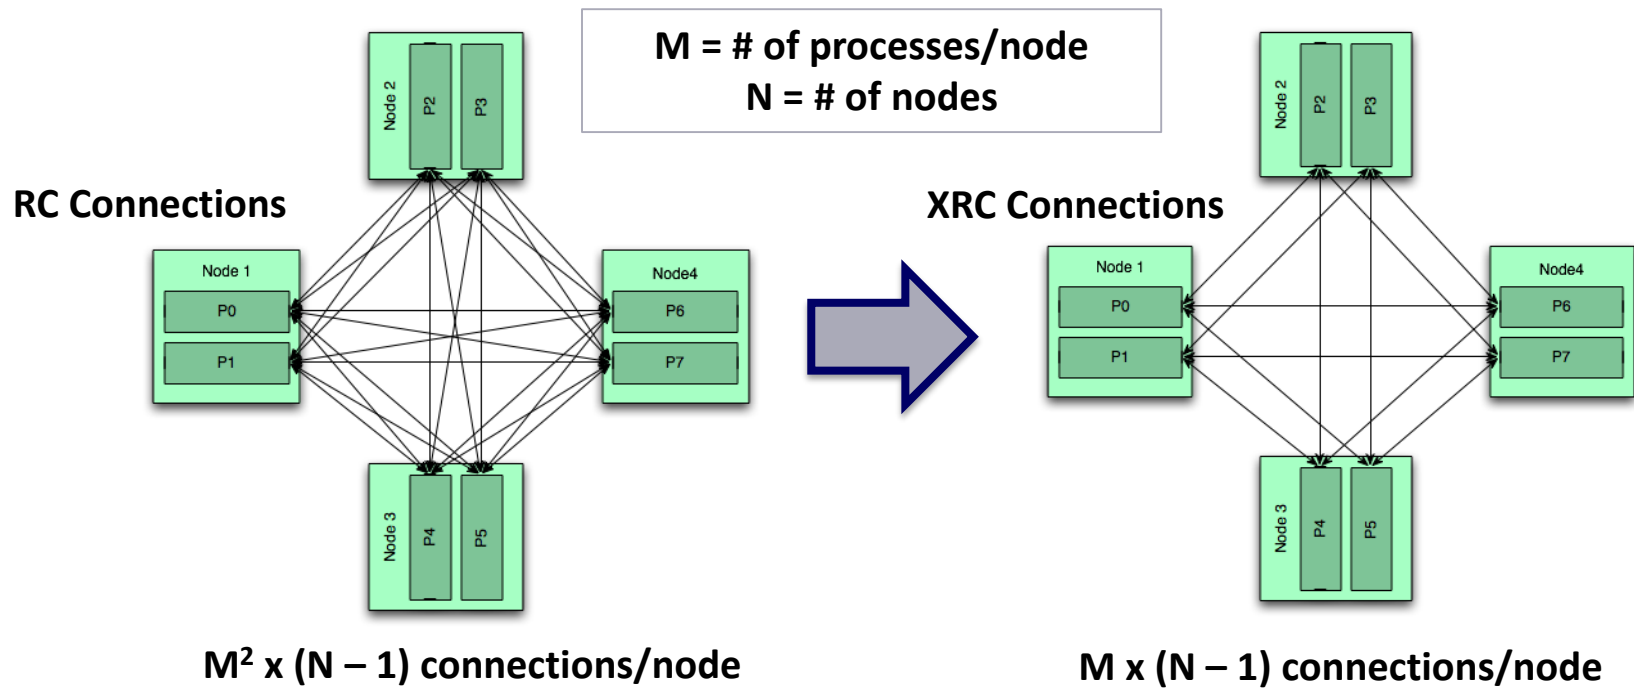 M = # of processes/node
N = # of nodes
RC Connections
Node 2
P2
P3
Node 1
P0
P1
Node4
P6
P7
Node 3
P4
P5
M² x (N – 1) connections/node
XRC Connections
Node 2
P2
P3
Node 1
P0
P1
Node4
P6
P7
Node 3
P4
P5
M x (N – 1) connections/node